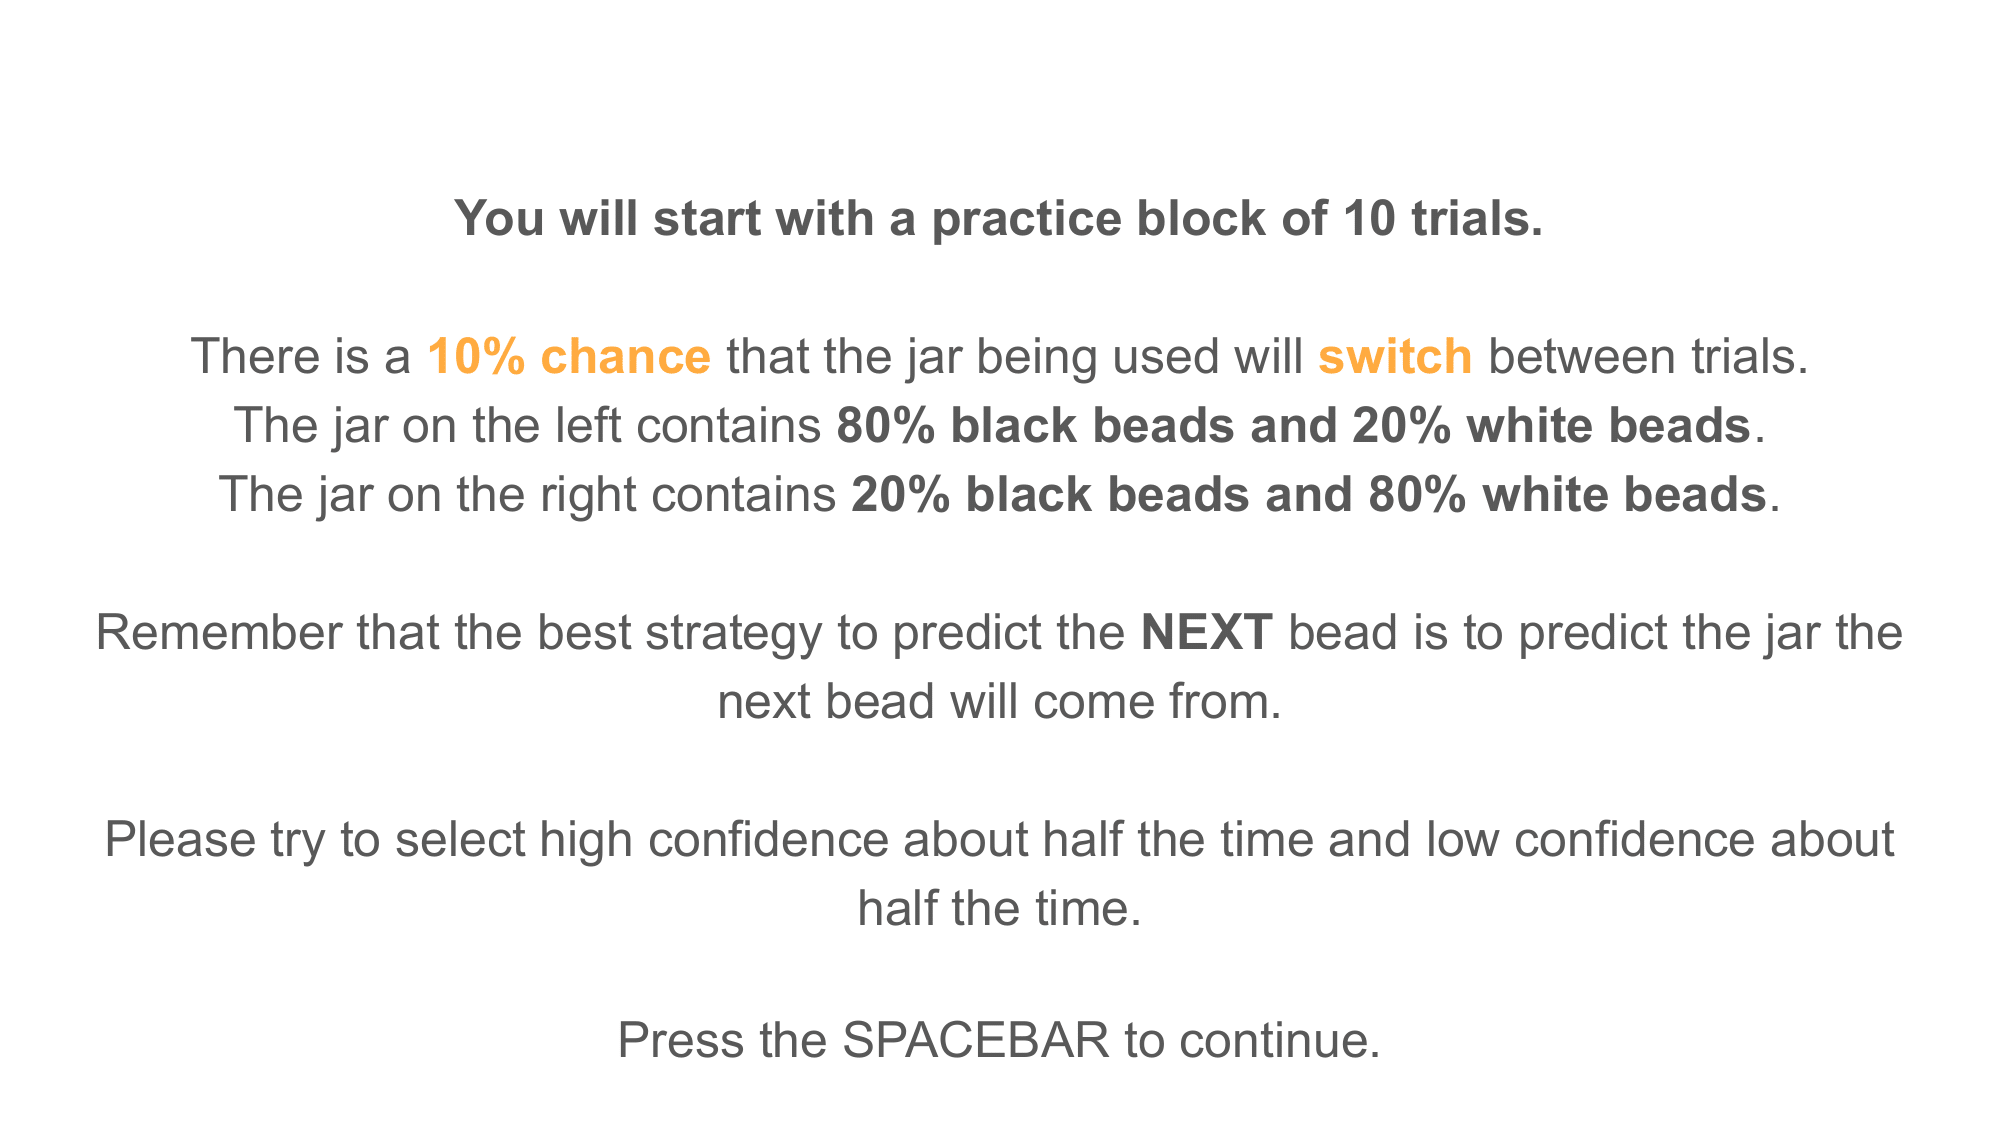 You will start with a practice block of 10 trials.
There is a 10% chance that the jar being used will switch between trials.
The jar on the left contains 80% black beads and 20% white beads.
The jar on the right contains 20% black beads and 80% white beads.
Remember that the best strategy to predict the NEXT bead is to predict the jar the
next bead will come from.
Please try to select high confidence about half the time and low confidence about
half the time.
Press the SPACEBAR to continue.